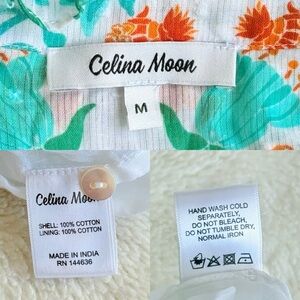 Celina Moon
M
Celina Moon
SHELL: 100% COTTON
LINING: 100% COTTON
MADE IN INDIA
RN 144636
HAND WASH COLD
SEPARATELY,
DO NOT BLEACH,
DO NOT TUMBLE DRY,
NORMAL IRON